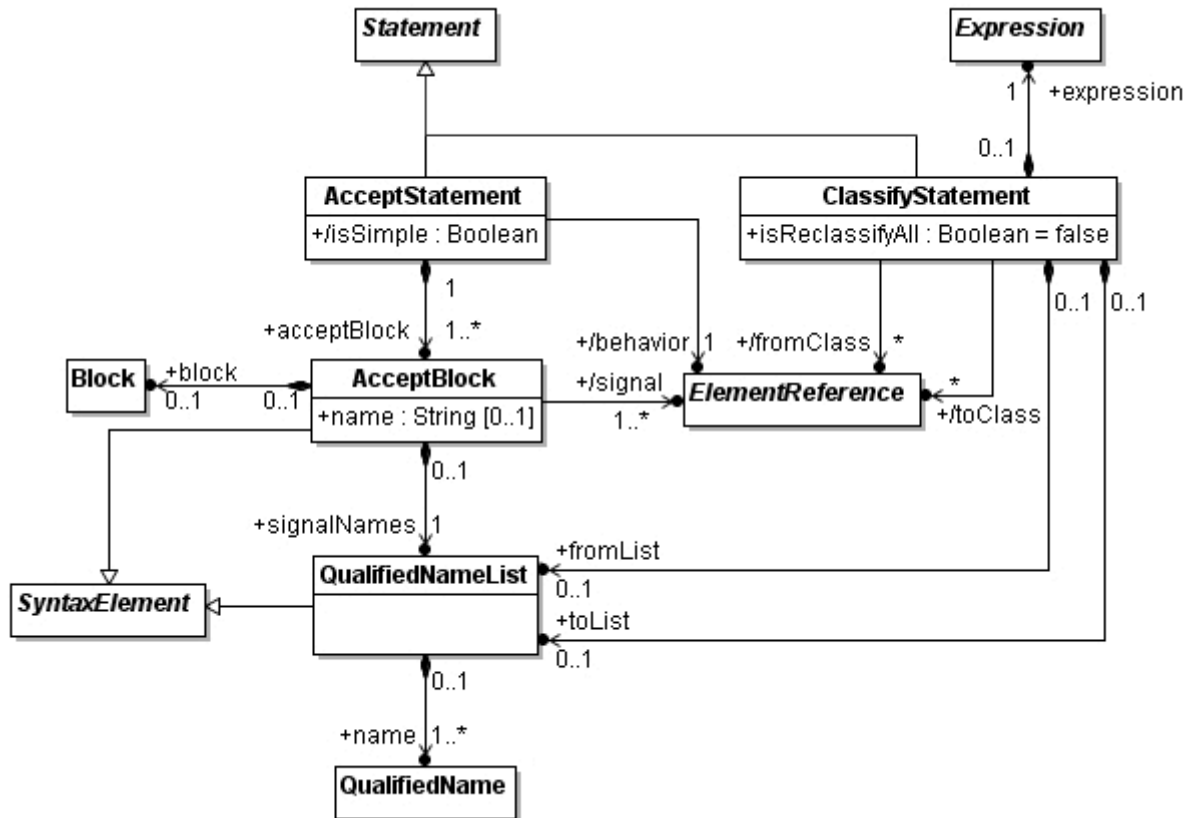 Statement
Expression
1
+expression
0..1
AcceptStatement
+/isSimple : Boolean
ClassifyStatement
+isReclassifyAll : Boolean = false
1
0..1
0..1
+acceptBlock
1..*
+/behavior
1
+/fromClass
*
Block
+block
0..1
0..1
AcceptBlock
+name : String [0..1]
+/signal
1..*
ElementReference
*
+/toClass
0..1
+signalNames
1
+fromList
0..1
QualifiedNameList
SyntaxElement
+toList
0..1
0..1
+name
1..*
QualifiedName